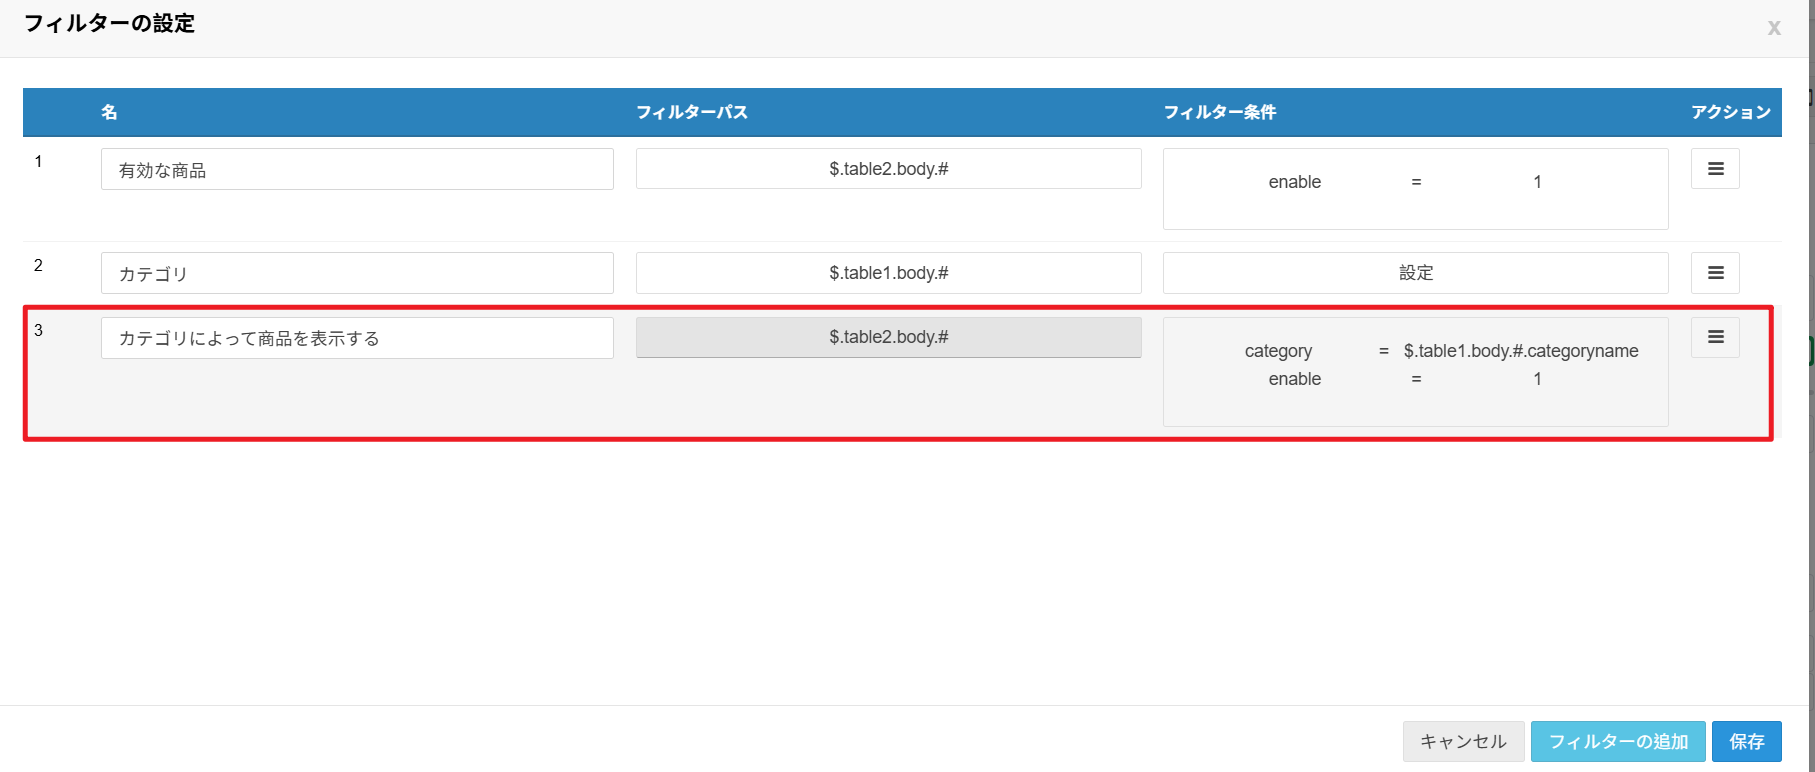 フィルターの設定
x
名 フィルターパス フィルター条件 アクション
1 有効な商品 $.table2.body.# enable = 1
2 カテゴリ $.table1.body.# 設定
3 カテゴリによって商品を表示する $.table2.body.# category = $.table1.body.#.categoryname
enable = 1
キャンセル フィルターの追加 保存